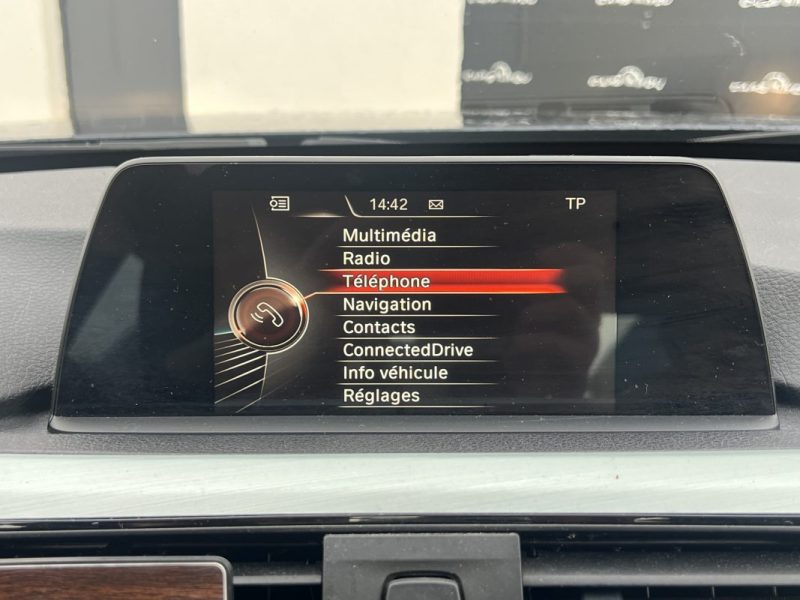 14:42 TP
Multimédia
Radio
Téléphone
Navigation
Contacts
ConnectedDrive
Info véhicule
Réglages